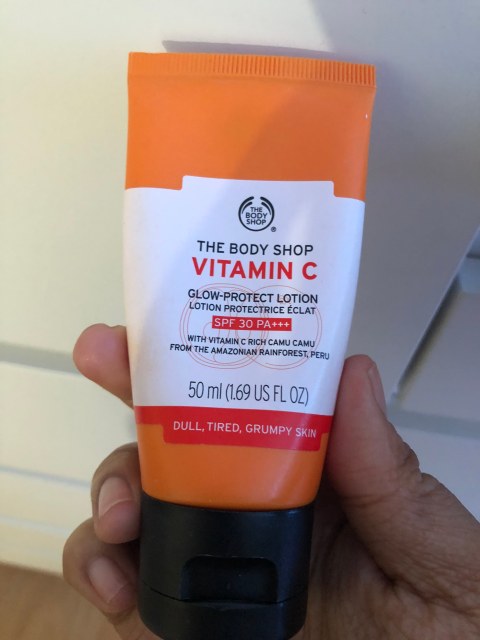 THE
BODY
SHOP
®
THE BODY SHOP
VITAMIN C
GLOW-PROTECT LOTION
LOTION PROTECTRICE ÉCLAT
SPF 30 PA+++
WITH VITAMIN C RICH CAMU CAMU
FROM THE AMAZONIAN RAINFOREST, PERU
50 ml (1.69 US FL OZ)
DULL, TIRED, GRUMPY SKIN